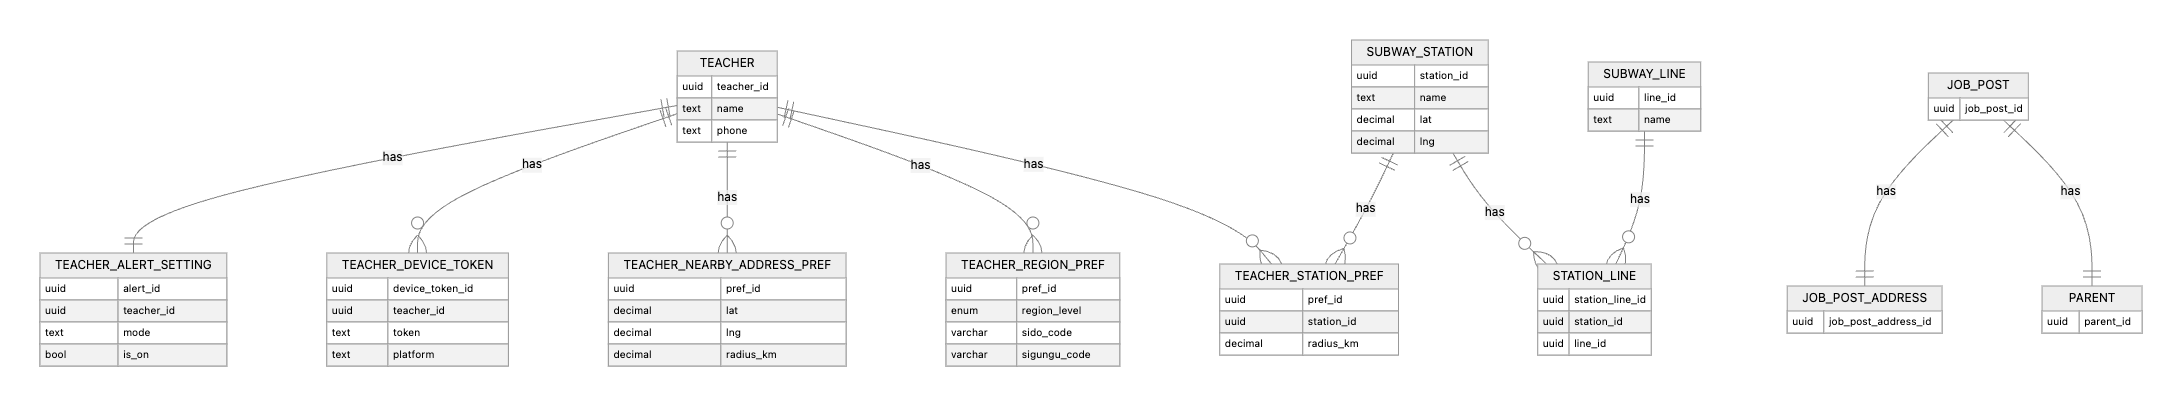 TEACHER
uuid teacher_id
text name
text phone
SUBWAY_STATION
uuid station_id
text name
decimal lat
decimal lng
SUBWAY_LINE
uuid line_id
text name
JOB_POST
uuid job_post_id
has
has
has
has
has
has
has
has
has
has
TEACHER_ALERT_SETTING
uuid alert_id
uuid teacher_id
text mode
bool is_on
TEACHER_DEVICE_TOKEN
uuid device_token_id
uuid teacher_id
text token
text platform
TEACHER_NEARBY_ADDRESS_PREF
uuid pref_id
decimal lat
decimal lng
decimal radius_km
TEACHER_REGION_PREF
uuid pref_id
enum region_level
varchar sido_code
varchar sigungu_code
TEACHER_STATION_PREF
uuid pref_id
uuid station_id
decimal radius_km
STATION_LINE
uuid station_line_id
uuid station_id
uuid line_id
JOB_POST_ADDRESS
uuid job_post_address_id
PARENT
uuid parent_id